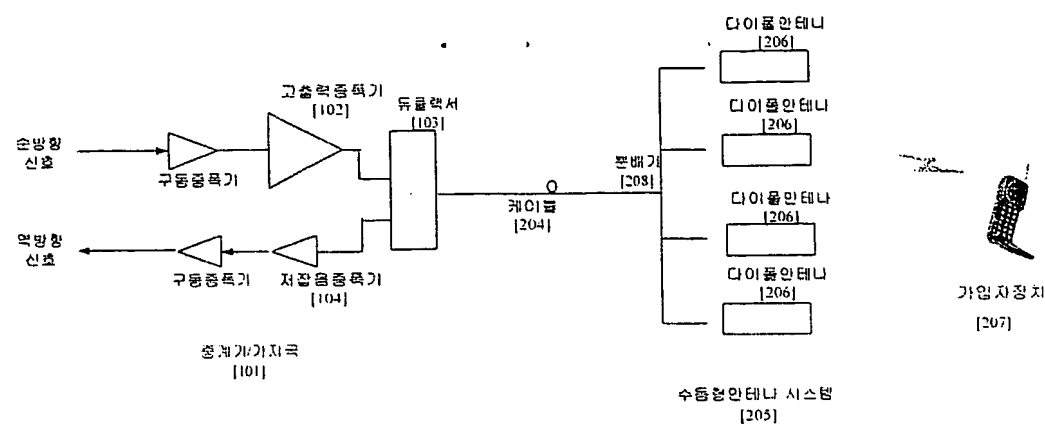 다이폴안테나
[206]
고출력증폭기
[102]
듀플랙서
[103]
순방향
신호
구동증폭기
다이폴안테나
[206]
분배기
[208]
케이블
[204]
다이폴안테나
[206]
역방향
신호
구동증폭기
저잡음증폭기
[104]
다이폴안테나
[206]
가입자장치
[207]
중계기/기지국
[101]
수동형안테나 시스템
[205]